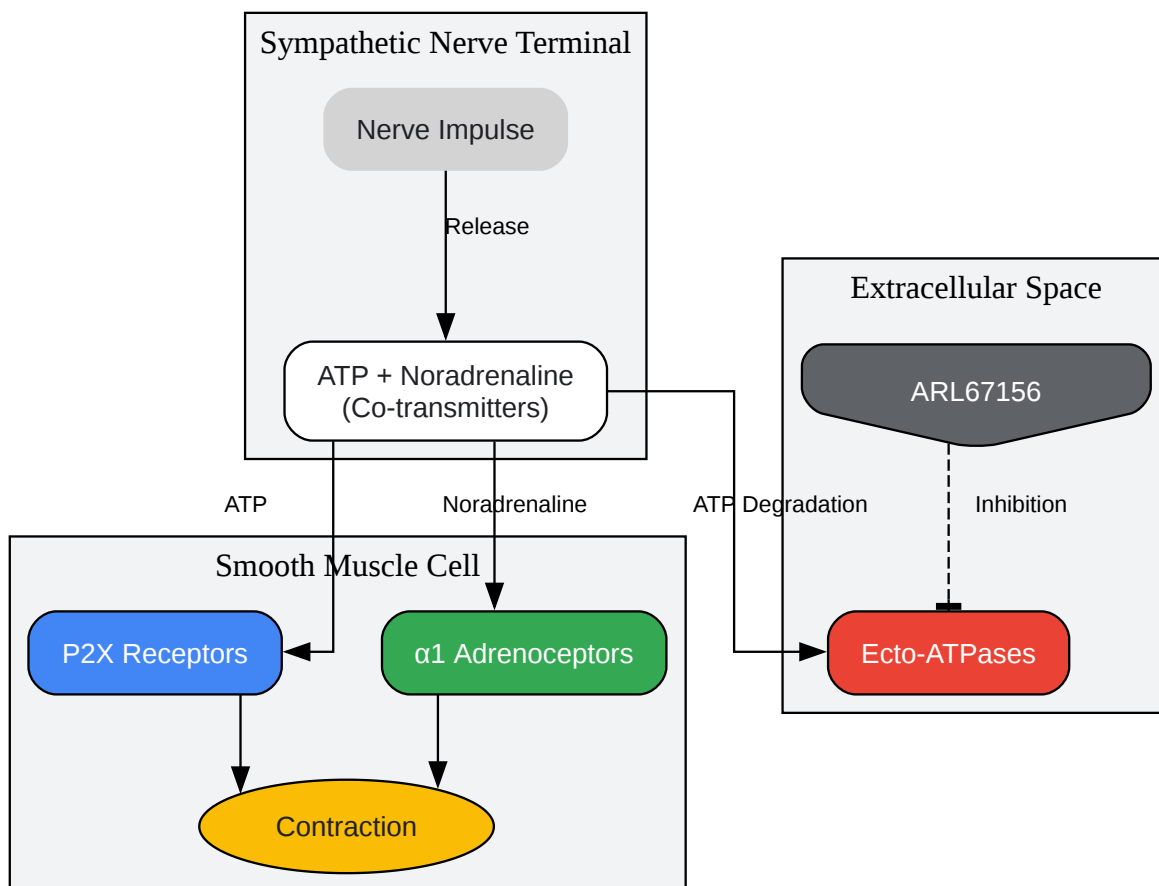 Sympathetic Nerve Terminal
Nerve Impulse
Release
Extracellular Space
ATP + Noradrenaline
(Co-transmitters)
ARL67156
ATP
Noradrenaline
ATP Degradation
Inhibition
Smooth Muscle Cell
P2X Receptors
α1 Adrenoceptors
Ecto-ATPases
Contraction